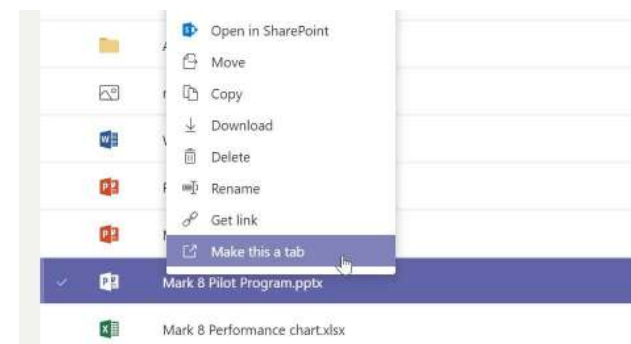 Open in SharePoint
Move
Copy
Download
Delete
Rename
Get link
Make this a tab
Mark 8 Pilot Program.pptx
Mark 8 Performance chart.xlsx